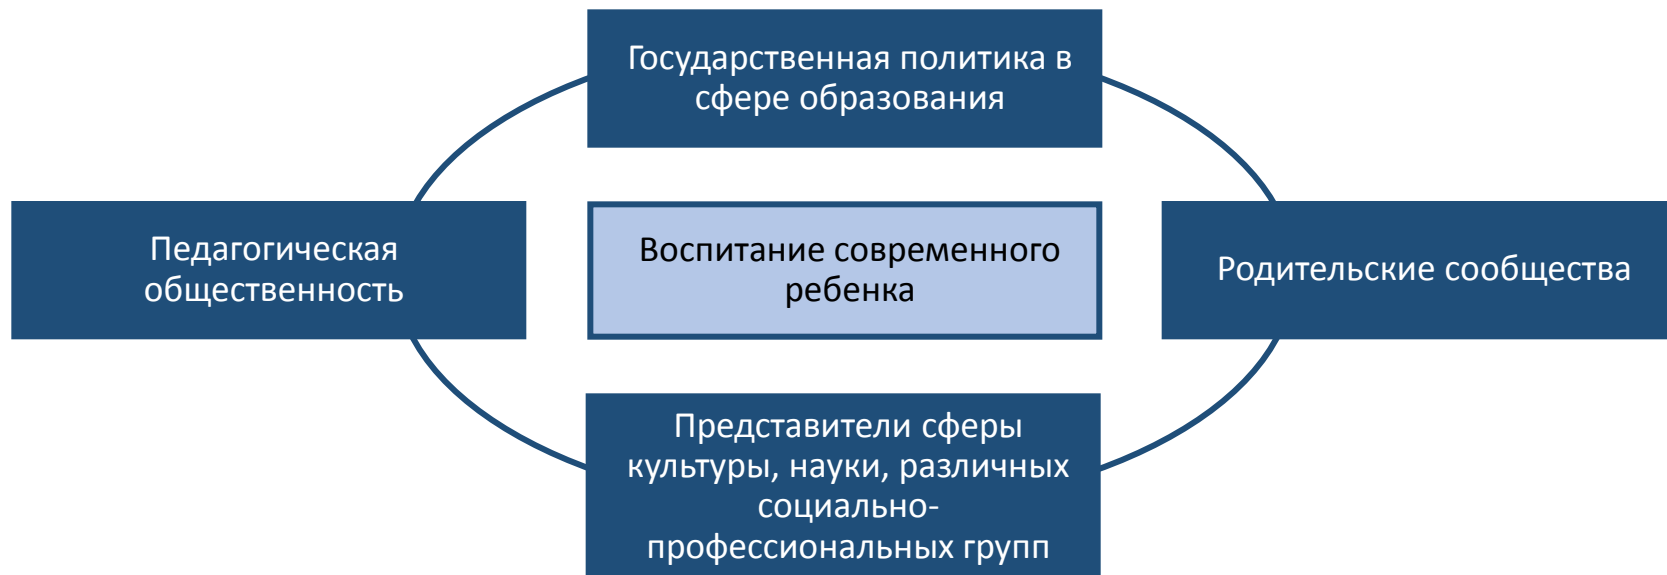 Государственная политика в
сфере образования
Педагогическая
общественность
Воспитание современного
ребенка
Родительские сообщества
Представители сферы
культуры, науки, различных
социально-
профессиональных групп